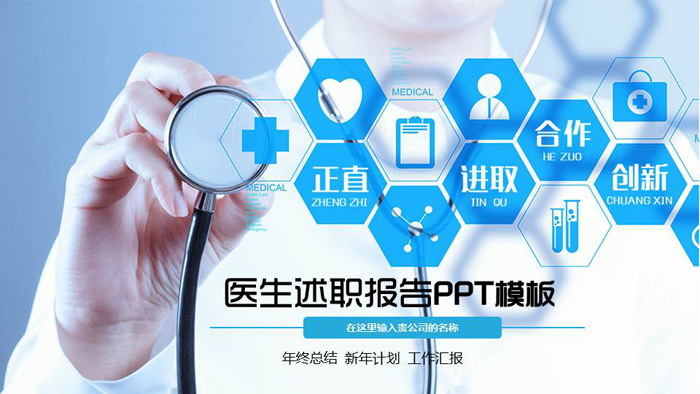 MEDICAL
合作
HE ZUO
正直
ZHENG ZHI
进取
JIN QU
创新
CHUANG XIN
MEDICAL
医生述职报告PPT模板
在这里输入贵公司的名称
年终总结 新年计划 工作汇报